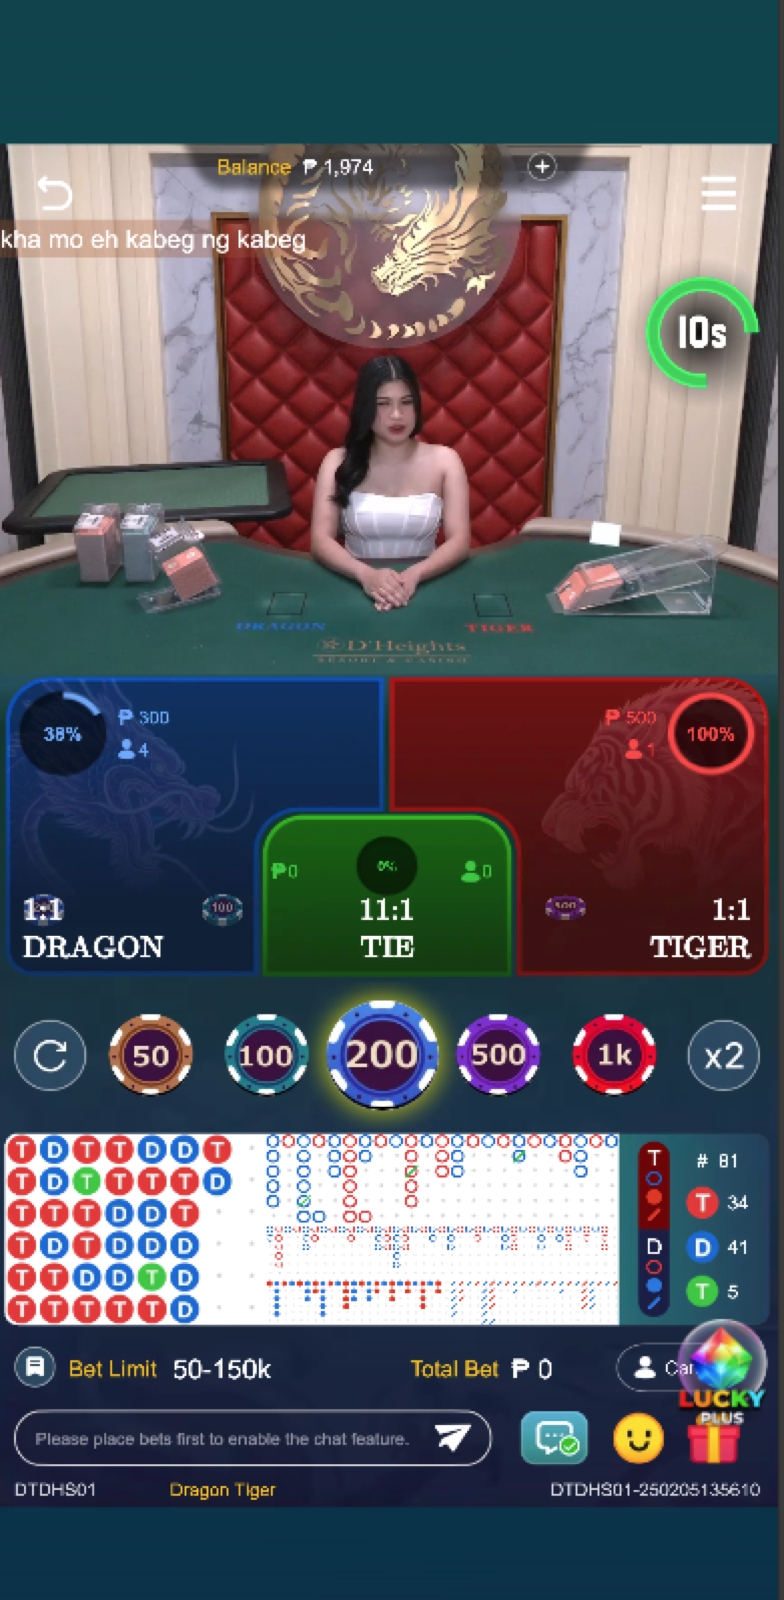 Balance ₱ 1,974
kha mo eh kabeg ng kabeg
10s
DRAGON
TIGER
D'Heights
RESORT & CASINO
38%
₱ 300
4
₱ 500
1
100%
₱0
0%
0
1:1
DRAGON
100
11:1
TIE
500
1:1
TIGER
50
100
200
500
1k
x2
T D T T D D T
T D T T T T D
T T T D D T
T D T D D D
T T D D T D
T T T T T D
T
D
# 81
T 34
D 41
T 5
Bet Limit 50-150k
Total Bet ₱ 0
LUCKY
PLUS
Please place bets first to enable the chat feature.
DTDHS01
Dragon Tiger
DTDHS01-250205135610